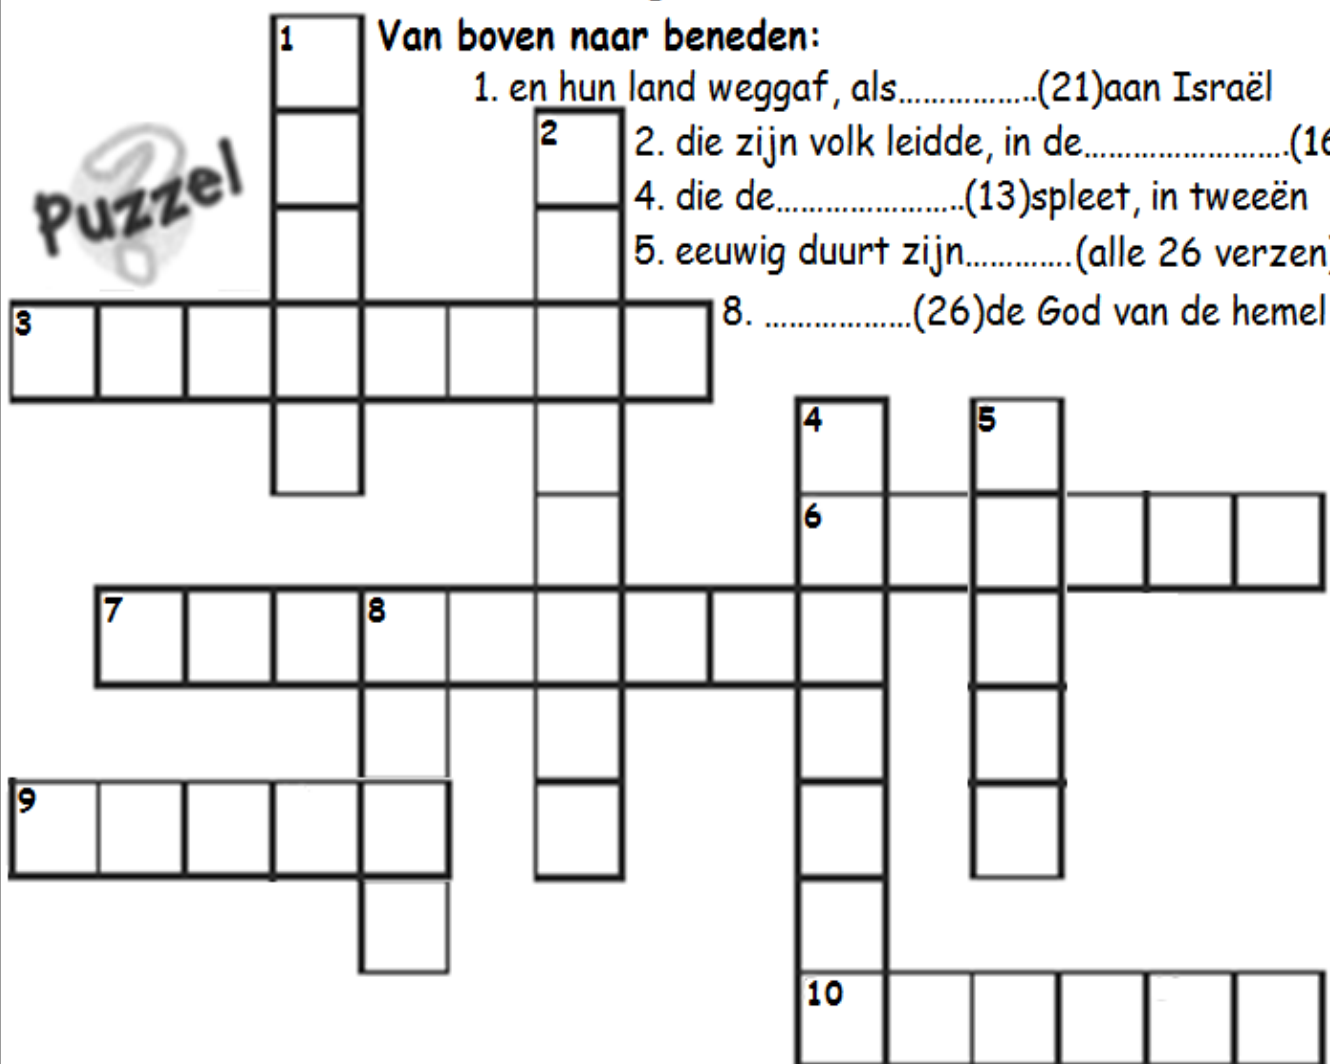 1 Van boven naar beneden:
1. en hun land weggaf, als................(21)aan Israël
2 2. die zijn volk leidde, in de........................(16
Puzzel
4. die de......................(13)spleet, in tweeën
5. eeuwig duurt zijn.............(alle 26 verzen)
3 8. ..................(26)de God van de hemel
4 5
6
7 8
9
10